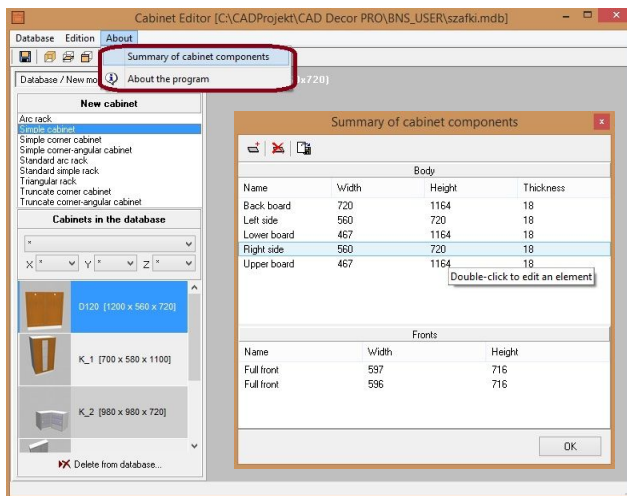 Cabinet Editor [C:\CADProjekt\CAD Decor PRO\BNS_USER\szafki.mdb]
Database Edition About
Summary of cabinet components
About the program
Database / New mo
x720]
New cabinet
Arc rack
Simple cabinet
Simple corner cabinet
Simple corner-angular cabinet
Standard arc rack
Standard simple rack
Triangular rack
Truncate corner cabinet
Truncate corner-angular cabinet
Cabinets in the database
*
X * Y * Z *
D120 [1200 x 560 x 720]
K_1 [700 x 580 x 1100]
K_2 [980 x 980 x 720]
Delete from database...
Summary of cabinet components
Body
Name Width Height Thickness
Back board 720 1164 18
Left side 560 720 18
Lower board 467 1164 18
Right side 560 720 18
Upper board 467 1164 18
Double-click to edit an element
Fronts
Name Width Height
Full front 597 716
Full front 596 716
OK